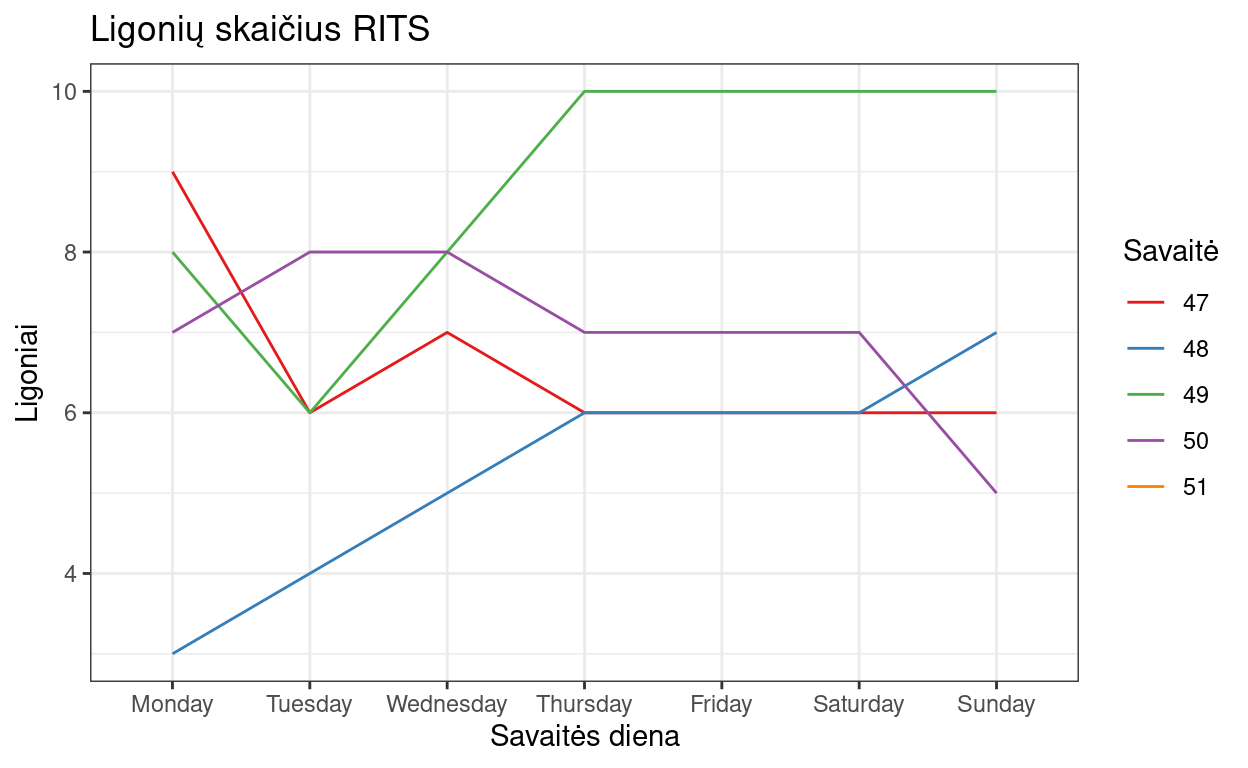 Ligonių skaičius RITS
Ligoniai
10
8
6
4
Monday Tuesday Wednesday Thursday Friday Saturday Sunday
Savaitės diena
Savaitė
47
48
49
50
51